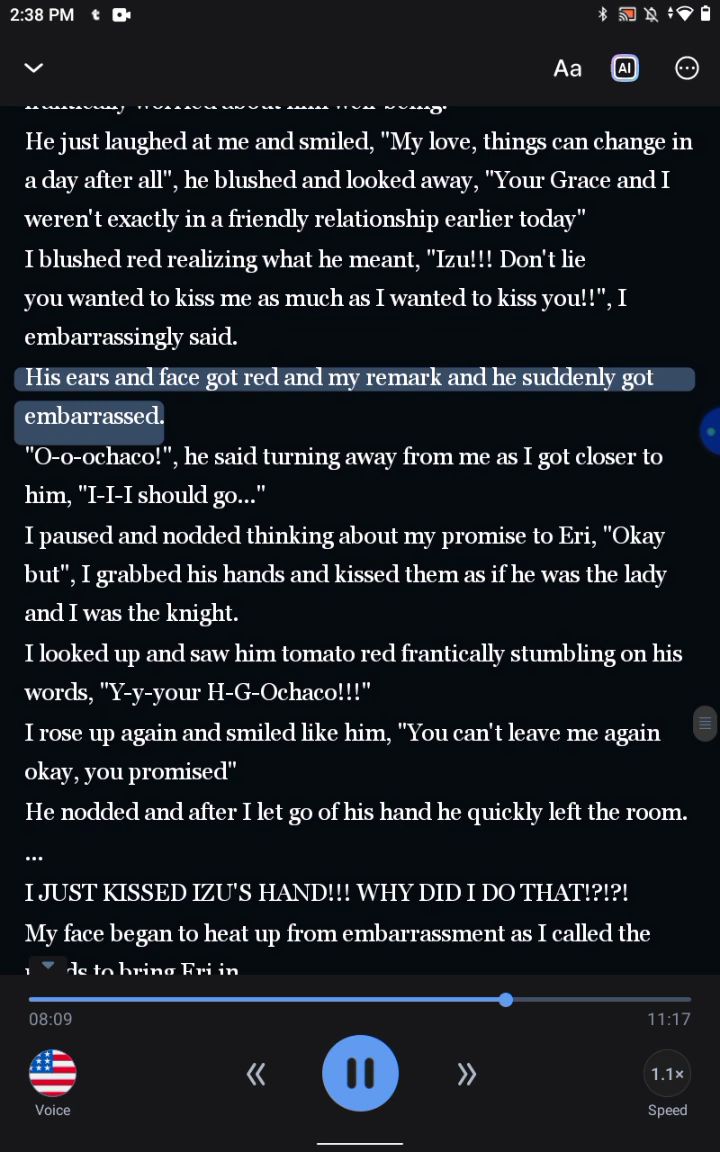 2:38 PM t
Aa AI
frantically worried about him well-being.
He just laughed at me and smiled, "My love, things can change in
a day after all", he blushed and looked away, "Your Grace and I
weren't exactly in a friendly relationship earlier today"
I blushed red realizing what he meant, "Izu!!! Don't lie
you wanted to kiss me as much as I wanted to kiss you!!", I
embarrassingly said.
His ears and face got red and my remark and he suddenly got
embarrassed.
"O-o-ochaco!", he said turning away from me as I got closer to
him, "I-I-I should go..."
I paused and nodded thinking about my promise to Eri, "Okay
but", I grabbed his hands and kissed them as if he was the lady
and I was the knight.
I looked up and saw him tomato red frantically stumbling on his
words, "Y-y-your H-G-Ochaco!!!"
I rose up again and smiled like him, "You can't leave me again
okay, you promised"
He nodded and after I let go of his hand he quickly left the room.
...
I JUST KISSED IZU'S HAND!!! WHY DID I DO THAT!?!?!
My face began to heat up from embarrassment as I called the
to bring Eri in
08:09 11:17
1.1×
Voice Speed